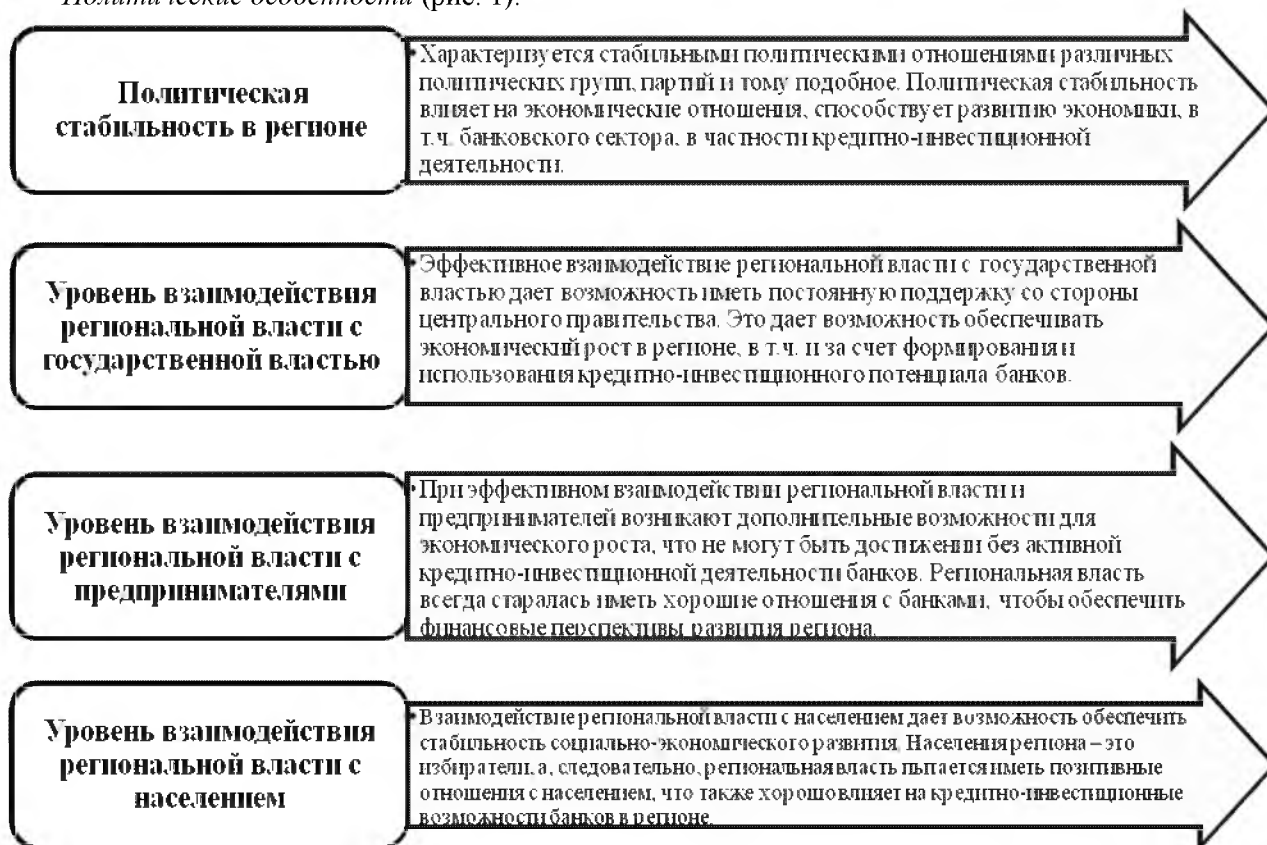 Политические особенности (рис. 1).
Политическая
стабильность в регионе
•Характеризуется стабильными политическими отношениями различных
политических групп, партий и тому подобное. Политическая стабильность
влияет на экономические отношения, способствует развитию экономики, в
т.ч. банковского сектора, в частности кредитно-инвестиционной
деятельности.
Уровень взаимодействия
региональной власти с
государственной властью
•Эффективное взаимодействие региональной власти с государственной
властью дает возможность иметь постоянную поддержку со стороны
центрального правительства. Это дает возможность обеспечивать
экономический рост в регионе, в т.ч. и за счет формирования и
использования кредитно-инвестиционного потенциала банков.
Уровень взаимодействия
региональной власти с
предпринимателями
•При эффективном взаимодействии региональной власти и
предпринимателей возникают дополнительные возможности для
экономического роста, что не могут быть достижении без активной
кредитно-инвестиционной деятельности банков. Региональная власть
всегда старалась иметь хорошие отношения с банками, чтобы обеспечить
финансовые перспективы развития региона.
Уровень взаимодействия
региональной власти с
населением
•Взаимодействие региональной власти с населением дает возможность обеспечить
стабильность социально-экономического развития. Населения региона – это
избиратели, а, следовательно, региональная власть пытается иметь позитивные
отношения с населением, что также хорошо влияет на кредитно-инвестиционные
возможности банков в регионе.